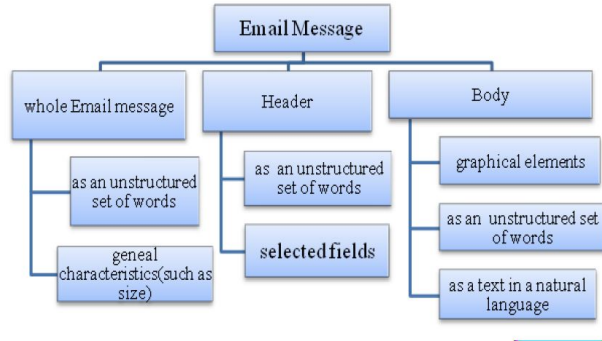 Email Message
whole Email message
as an unstructured
set of words
geneal
characteristics(such as
size)
Header
as an unstructured
set of words
selected fields
Body
graphical elements
as an unstructured set
of words
as a text in a natural
language